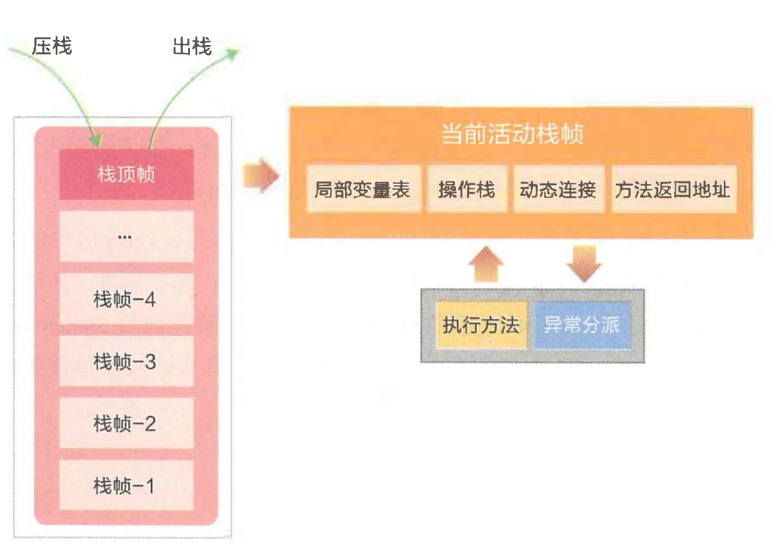 压栈
出栈
栈顶帧
...
栈帧-4
栈帧-3
栈帧-2
栈帧-1
当前活动栈帧
局部变量表 操作栈 动态连接 方法返回地址
执行方法 异常分派